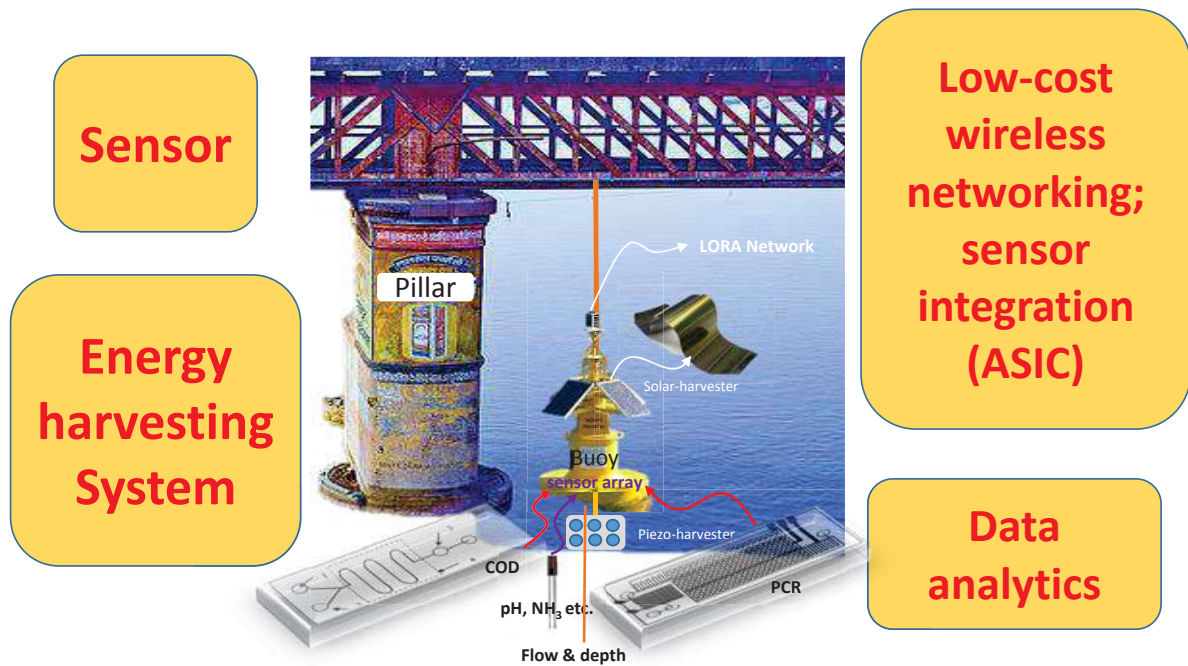 Sensor
Energy
harvesting
System
Low-cost
wireless
networking;
sensor
integration
(ASIC)
Data
analytics
LORA Network
Pillar
Solar-harvester
Buoy
sensor array
Piezo-harvester
COD
PCR
pH, NH₃ etc.
Flow & depth